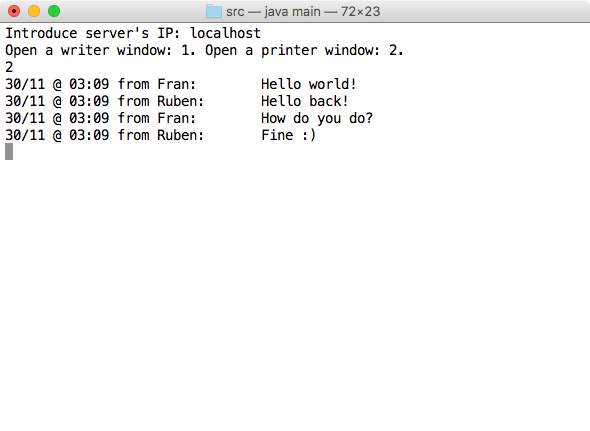 src — java main — 72×23
Introduce server's IP: localhost
Open a writer window: 1. Open a printer window: 2.
2
30/11 @ 03:09 from Fran:        Hello world!
30/11 @ 03:09 from Ruben:       Hello back!
30/11 @ 03:09 from Fran:        How do you do?
30/11 @ 03:09 from Ruben:       Fine :)